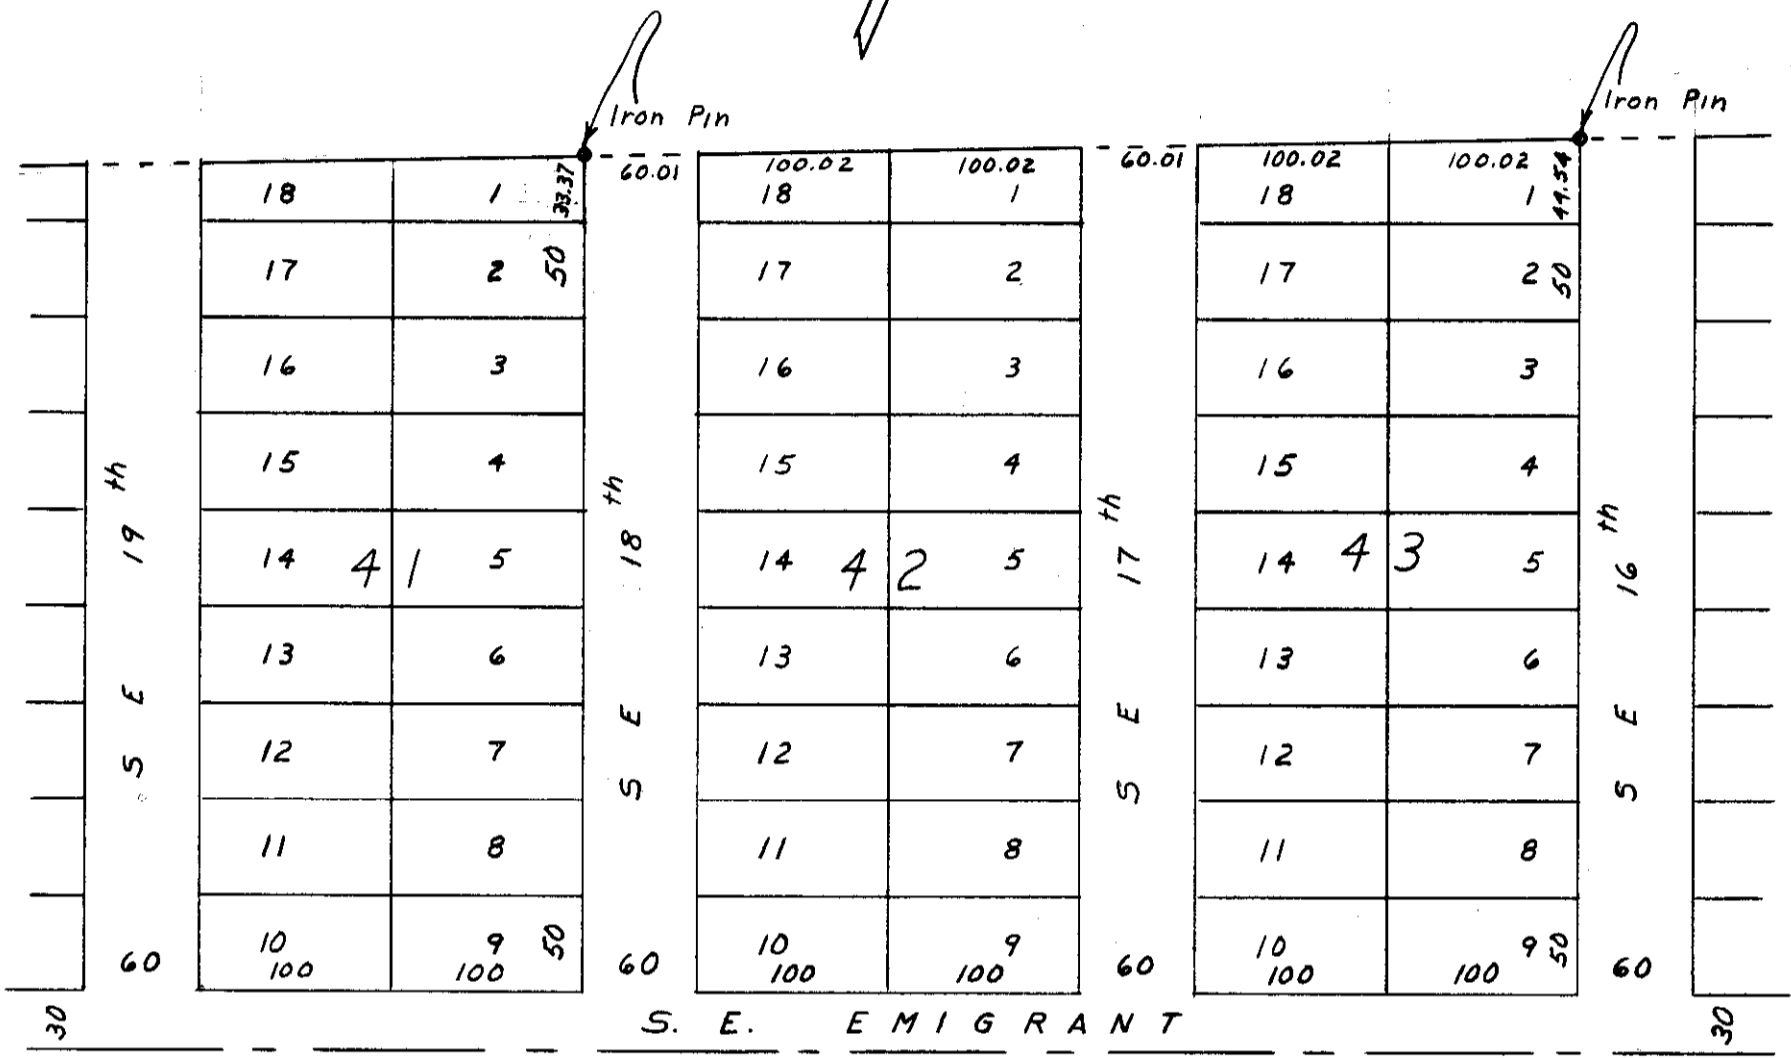 Iron Pin
Iron Pin
60.01 100.02 100.02 60.01 100.02 100.02
18 1 33.37 18 1 18 1 44.54
17 2 50 17 2 17 2 50
16 3 16 3 16 3
15 4 15 4 15 4
14 41 5 14 42 5 14 43 5
13 6 13 6 13 6
12 7 12 7 12 7
11 8 11 8 11 8
10 9 50 10 9 10 9 50
60 100 100 60 100 100 60 100 100 60
SE 19th
SE 18th
SE 17th
SE 16th
30 S. E. EMIGRANT 30